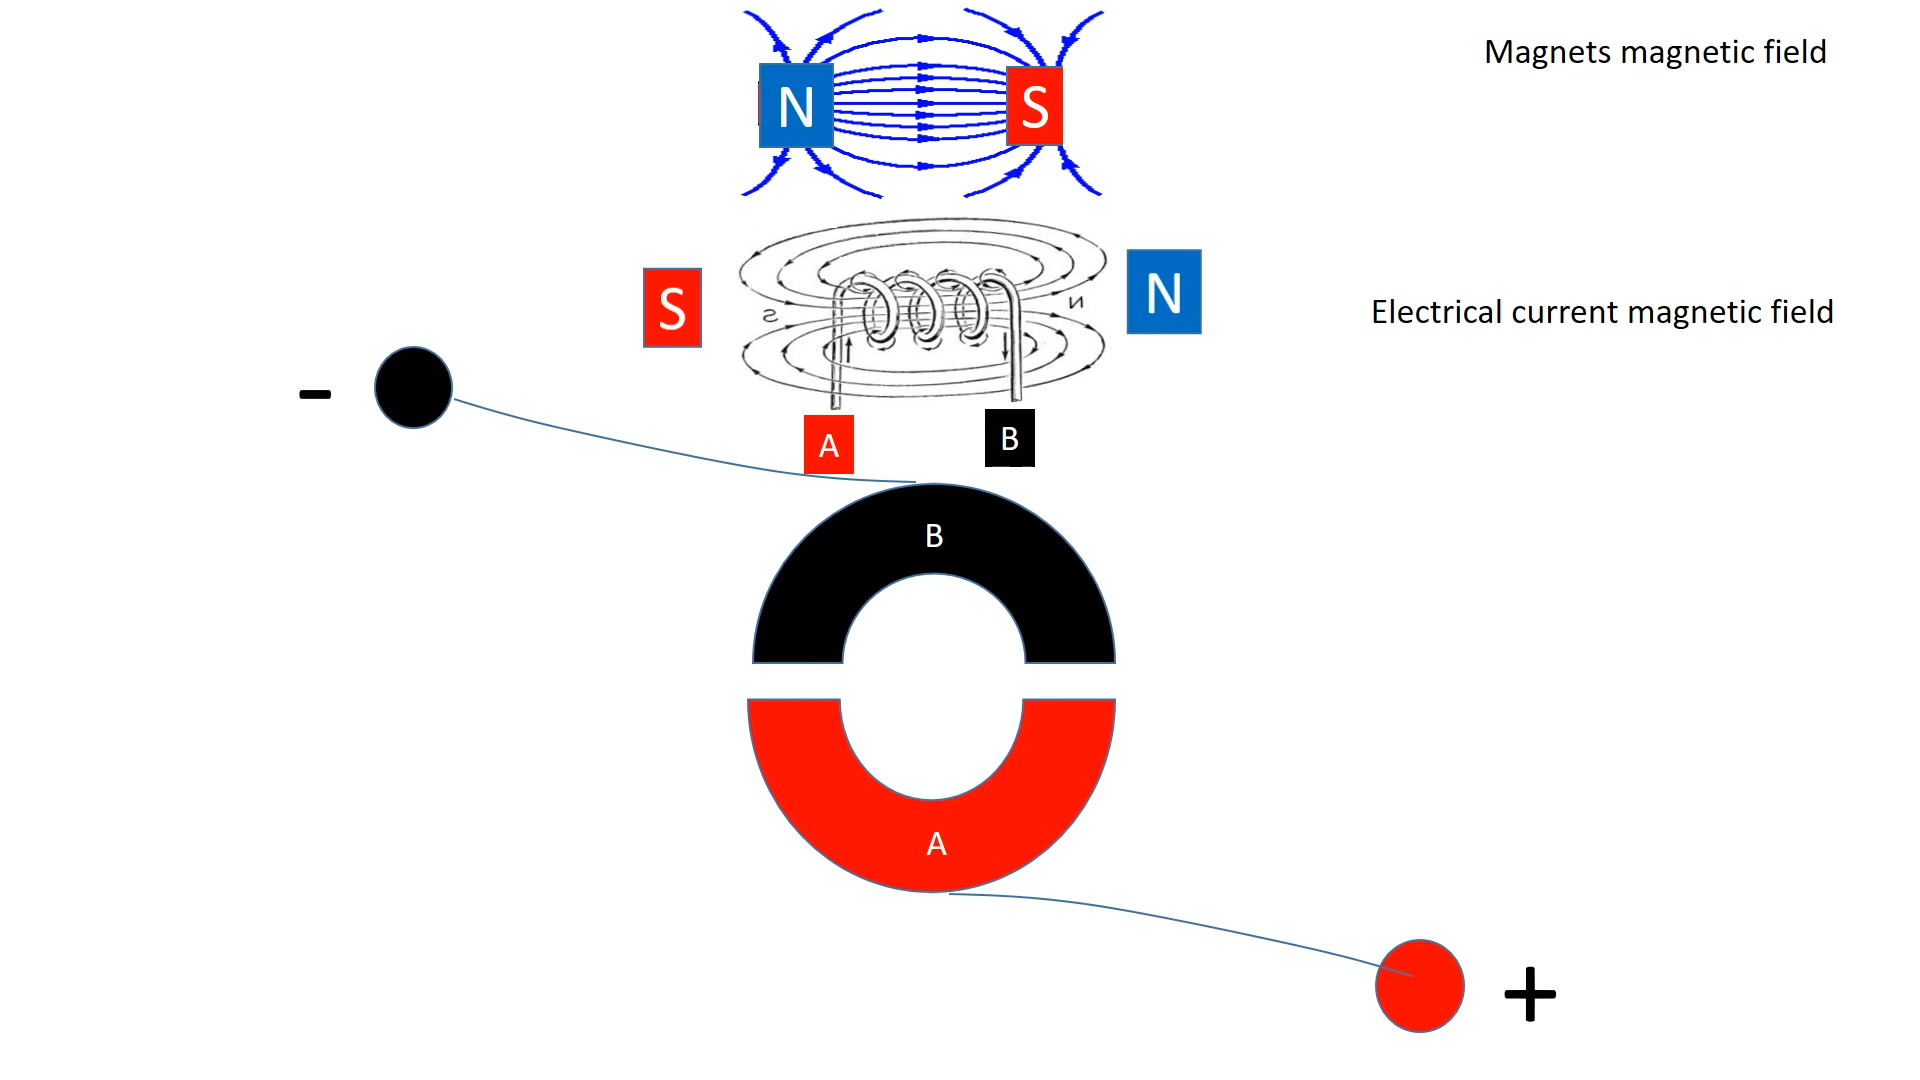 N
S
Magnets magnetic field
S
N
Electrical current magnetic field
S
N
-
A
B
B
A
+